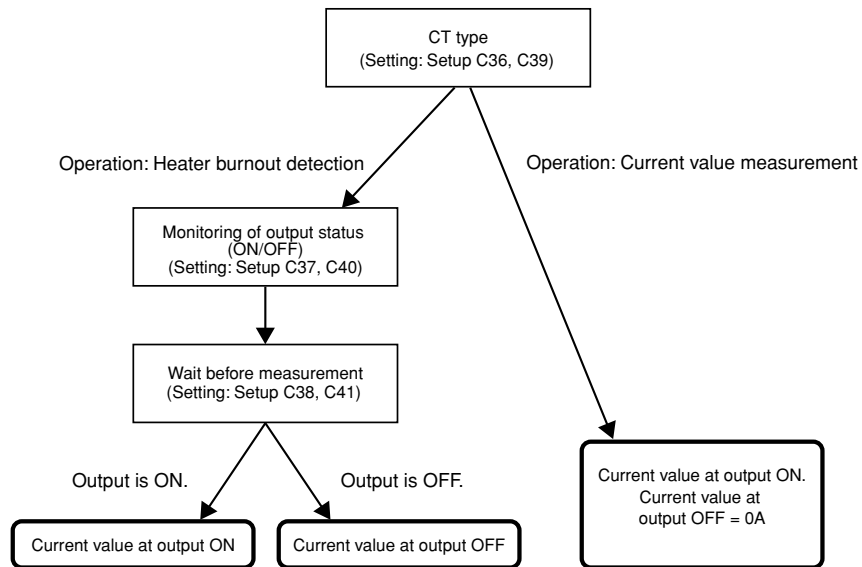 CT type
(Setting: Setup C36, C39)
Operation: Heater burnout detection
Operation: Current value measurement
Monitoring of output status
(ON/OFF)
(Setting: Setup C37, C40)
Wait before measurement
(Setting: Setup C38, C41)
Output is ON.
Output is OFF.
Current value at output ON.
Current value at
output OFF = 0A
Current value at output ON
Current value at output OFF